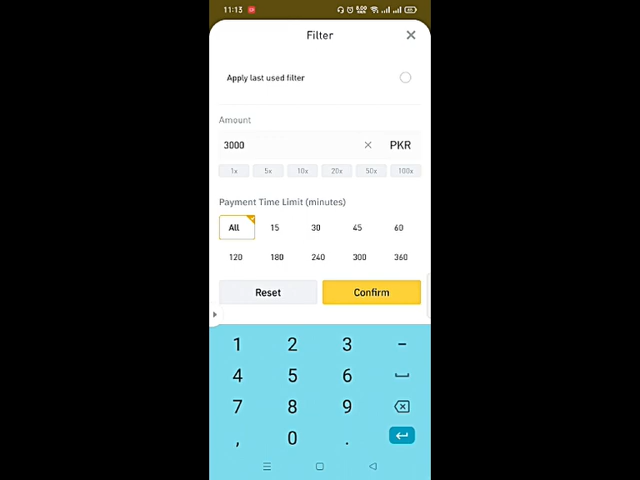 11:13
Filter
Apply last used filter
Amount
3000 PKR
1x 5x 10x 20x 50x 100x
Payment Time Limit (minutes)
All 15 30 45 60
120 180 240 300 360
Reset Confirm
1 2 3 -
4 5 6
7 8 9
, 0 .